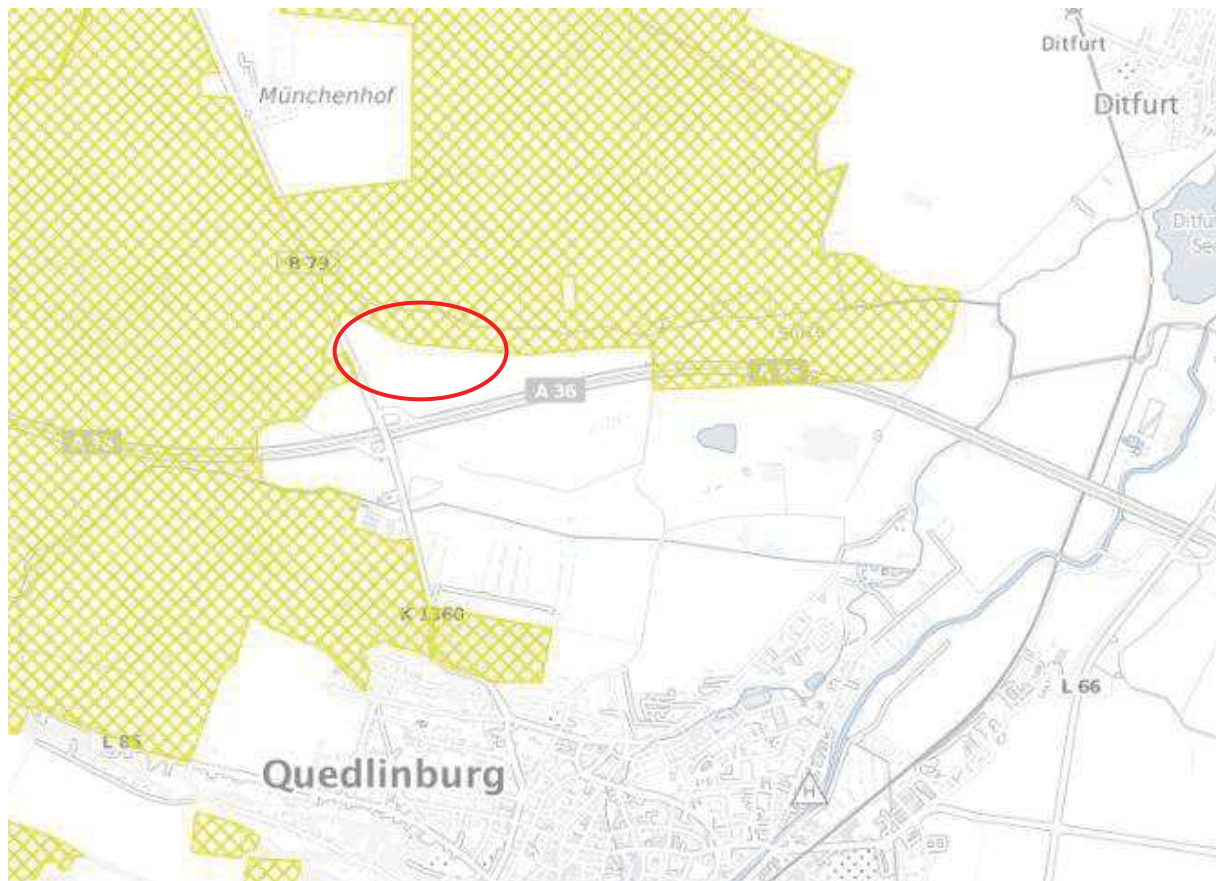 Ditfurt
Münchenhof
Ditfurt
B 79
A 36
K 1360
L 66
L 85
Quedlinburg
H